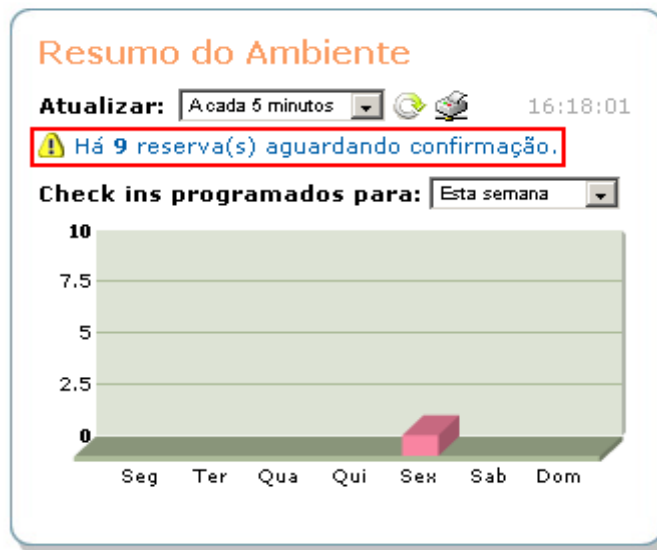 Resumo do Ambiente
Atualizar: A cada 5 minutos 16:18:01
Há 9 reserva(s) aguardando confirmação.
Check ins programados para: Esta semana
10
7.5
5
2.5
0
Seg Ter Qua Qui Sex Sab Dom